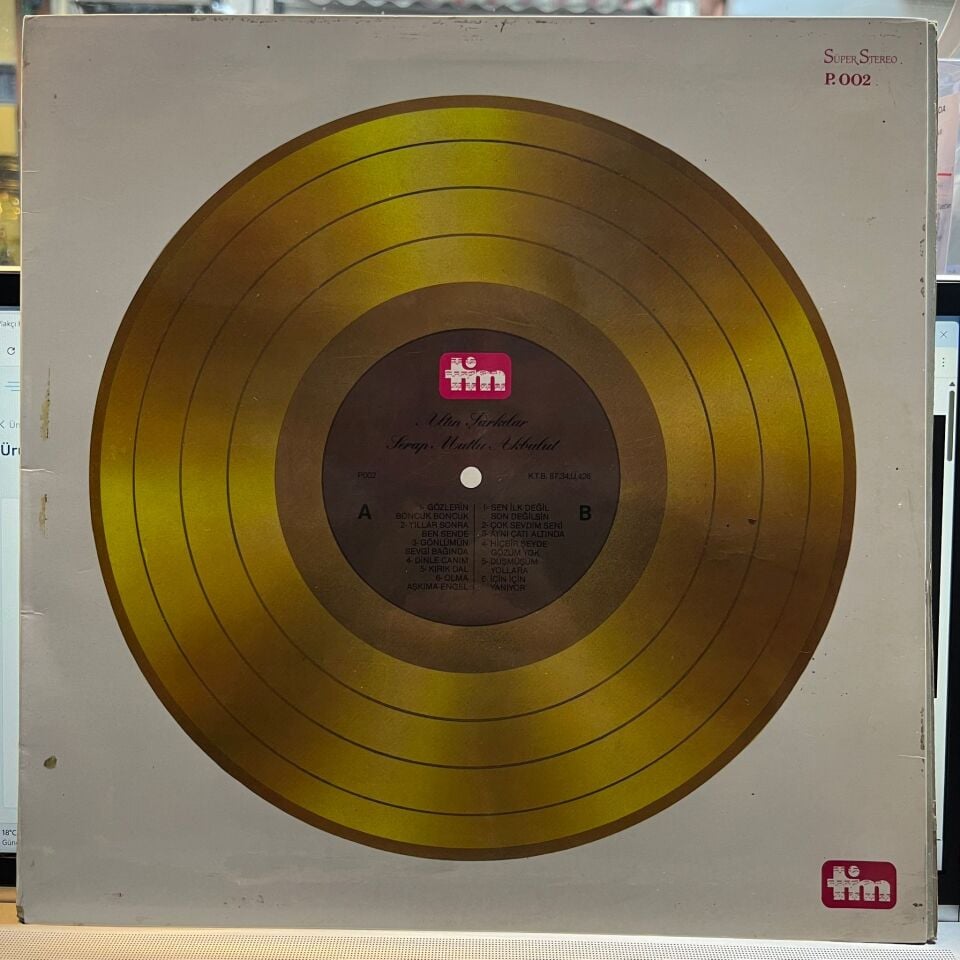 SÜPER STEREO
P. 002
tim
Altın Şarkılar
Serap Mutlu Akbulut
P.002
K.T.B. 87.34.Ü.426
A
1- GÖZLERİN
BONCUK BONCUK
2- YILLAR SONRA
BEN SENDE
3- GÖNLÜMÜN
SEVGİ BAĞINDA
4- DİNLE CANIM
5- KIRIK DAL
6- OLMA
AŞKIMA ENGEL
B
1- SEN İLK DEĞİL
SON DEĞİLSİN
2- ÇOK SEVDİM SENİ
3- AYNI ÇATI ALTINDA
4- HİÇBİR ŞEYDE
GÖZÜM YOK
5- DÜŞMÜŞÜM
YOLLARA
6- İÇİN İÇİN
YANIYOR
tim
18°C